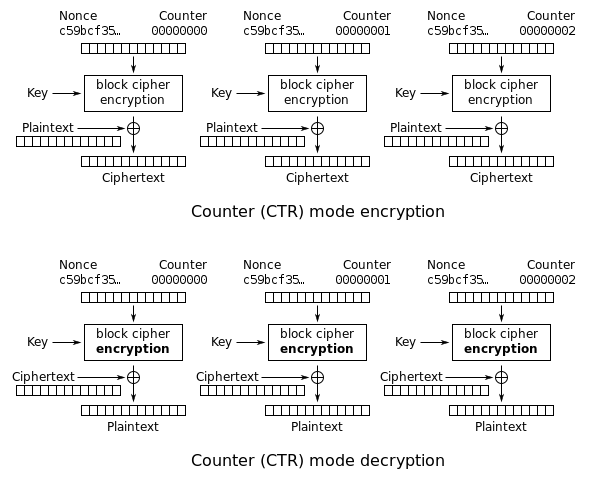 Nonce Counter Nonce Counter Nonce Counter
c59bcf35… 00000000 c59bcf35… 00000001 c59bcf35… 00000002
Key block cipher encryption Key block cipher encryption Key block cipher encryption
Plaintext Plaintext Plaintext
Ciphertext Ciphertext Ciphertext
Counter (CTR) mode encryption
Nonce Counter Nonce Counter Nonce Counter
c59bcf35… 00000000 c59bcf35… 00000001 c59bcf35… 00000002
Key block cipher encryption Key block cipher encryption Key block cipher encryption
Ciphertext Ciphertext Ciphertext
Plaintext Plaintext Plaintext
Counter (CTR) mode decryption